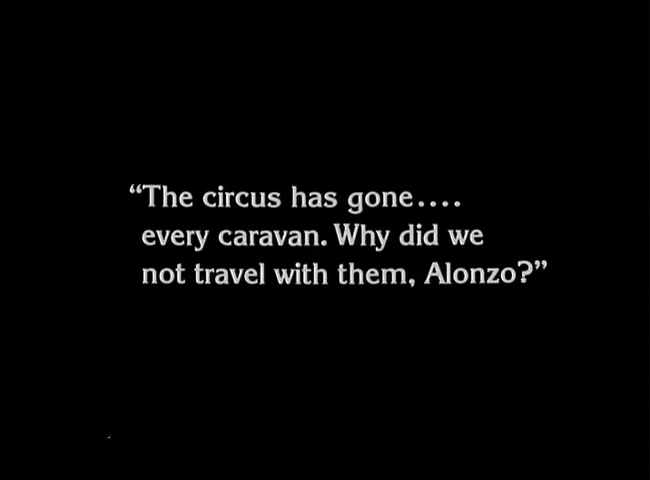 “The circus has gone....
every caravan. Why did we
not travel with them, Alonzo?”